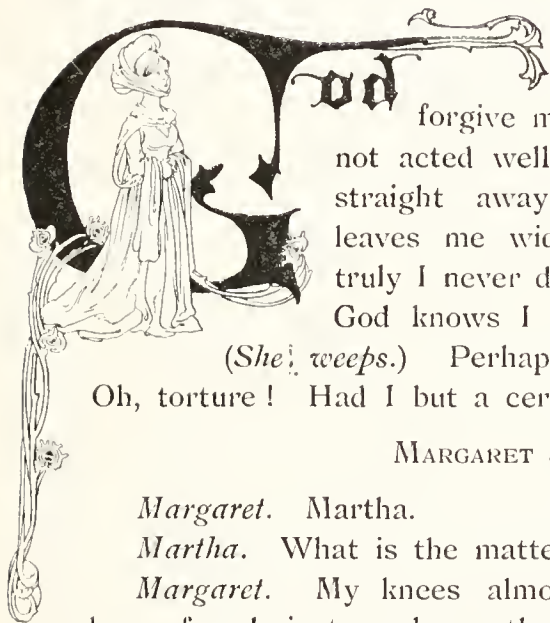 God
forgive
not acted well
straight away
leaves me
truly I never
God knows I
(She weeps.) Perhap
Oh, torture! Had I but a cer
MARGARET
Margaret. Martha.
Martha. What is the matte
Margaret. My knees almo